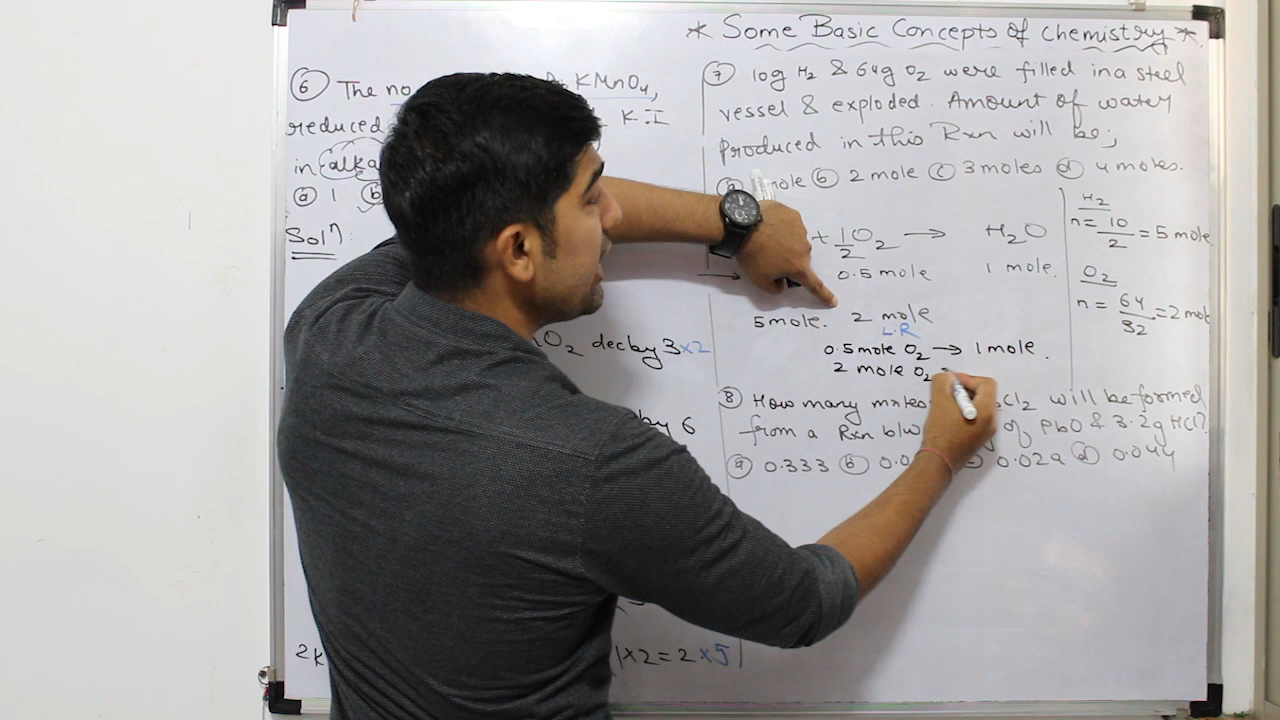 * Some Basic Concepts of chemistry *
⑥ The no KMnO₄,
reduced KI
in alka
ⓐ 1 ⓑ
Solⁿ:
O₂ dec by 3×2
by 6
2K 1×2=2×5
⑦ 10g H₂ & 64g O₂ were filled in a steel
vessel & exploded. Amount of water
produced in this Rxn will be;
mole ⓑ 2 mole ⓒ 3 moles ⓓ 4 moles.
+ 1/2 O₂ → H₂O
0.5 mole 1 mole.
5 mole. 2 mole
L.R
0.5 mole O₂ → 1 mole.
2 mole O₂
H₂
n = 10/2 = 5 mole
O₂
n = 64/32 = 2 mole
⑧ How many moles Cl₂ will be formed
from a Rxn b/w of PbO & 3.2g HCl?
ⓐ 0.333 ⓑ 0.0 0.029 ⓓ 0.044